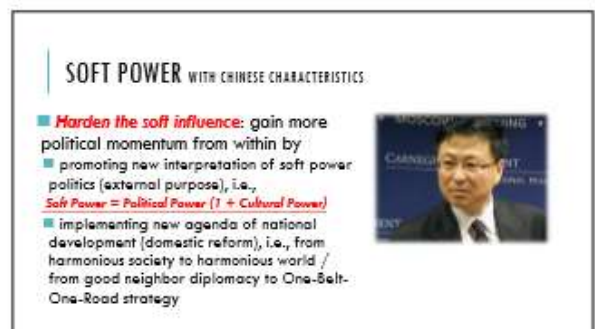 SOFT POWER WITH CHINESE CHARACTERISTICS
Harden the soft influence: gain more
political momentum from within by
promoting new interpretation of soft power
politics (external purpose), i.e.,
Soft Power = Political Power (1 + Cultural Power)
implementing new agenda of national
development (domestic reform), i.e., from
harmonious society to harmonious world /
from good neighbor diplomacy to One-Belt-
One-Road strategy
MOSCOW
CARNEGIE